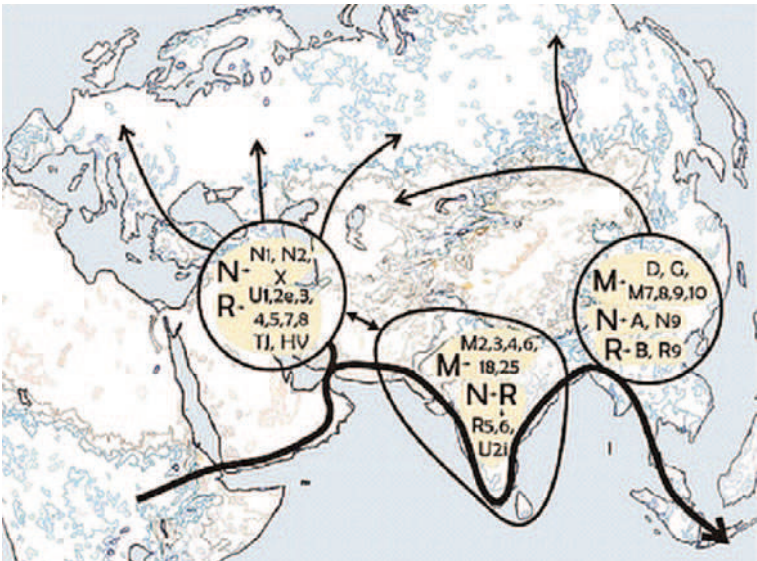 N- N1, N2,
X
R- U1,2e,3,
4,5,7,8
TJ, HV
M2,3,4,6,
M- 18,25
N-R
R5,6,
U2i
M- D, G,
M7,8,9,10
N-A, N9
R-B, R9